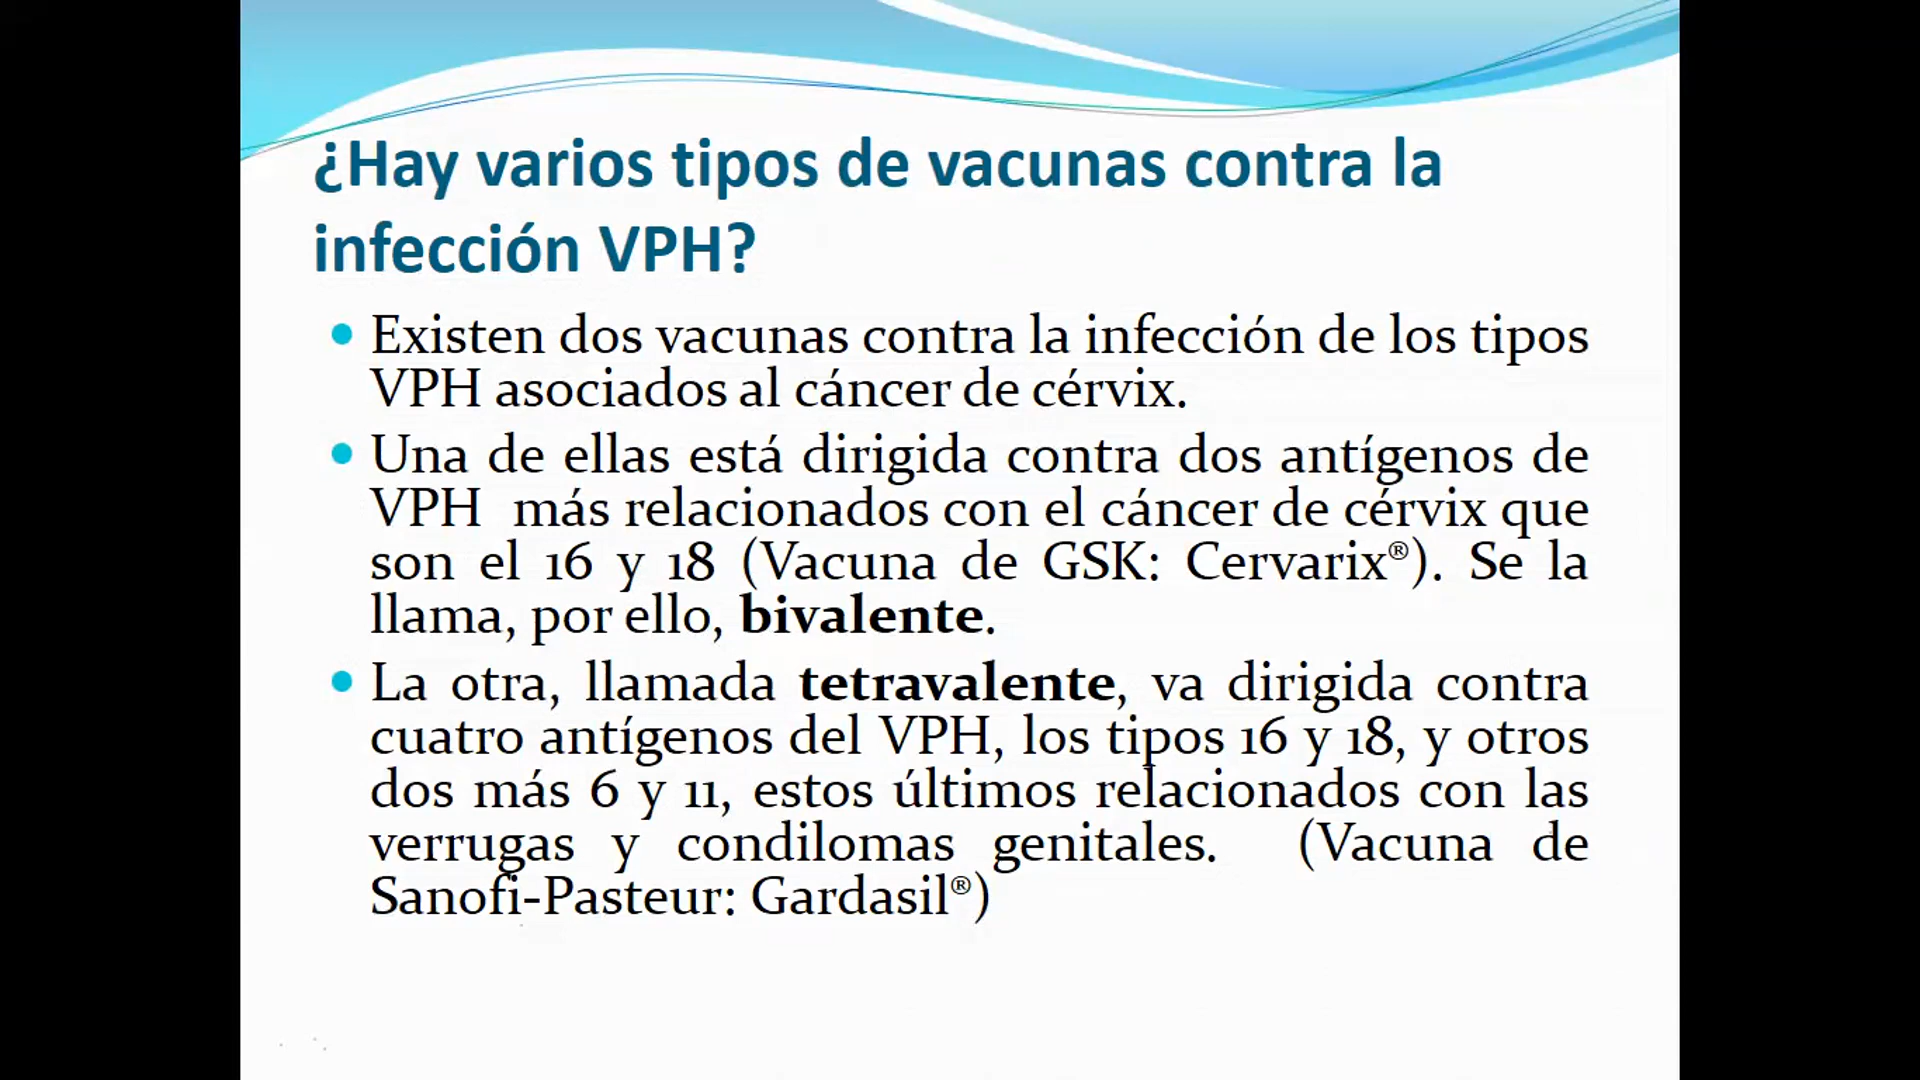 ¿Hay varios tipos de vacunas contra la
infección VPH?
• Existen dos vacunas contra la infección de los tipos
VPH asociados al cáncer de cérvix.
• Una de ellas está dirigida contra dos antígenos de
VPH más relacionados con el cáncer de cérvix que
son el 16 y 18 (Vacuna de GSK: Cervarix®). Se la
llama, por ello, bivalente.
• La otra, llamada tetravalente, va dirigida contra
cuatro antígenos del VPH, los tipos 16 y 18, y otros
dos más 6 y 11, estos últimos relacionados con las
verrugas y condilomas genitales. (Vacuna de
Sanofi-Pasteur: Gardasil®)